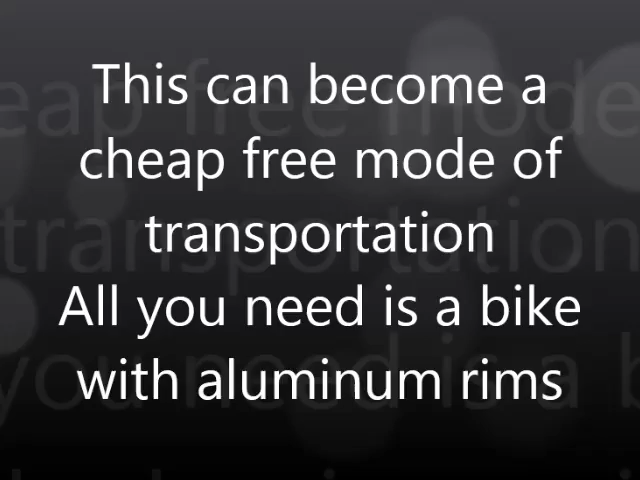 This can become a
cheap free mode of
transportation
All you need is a bike
with aluminum rims